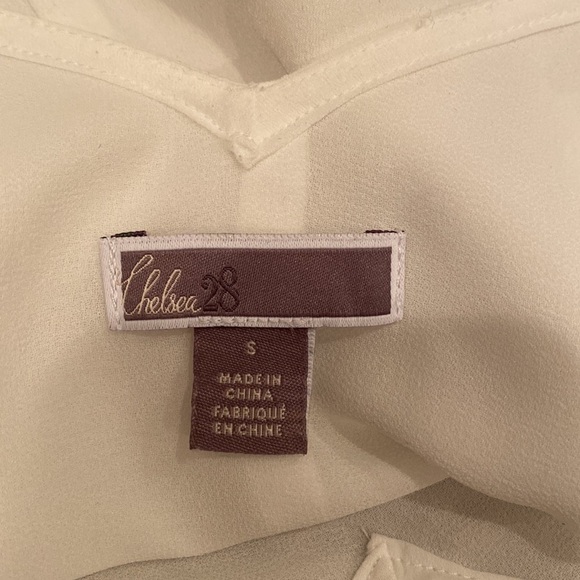 Chelsea28
S
MADE IN
CHINA
FABRIQUÉ
EN CHINE